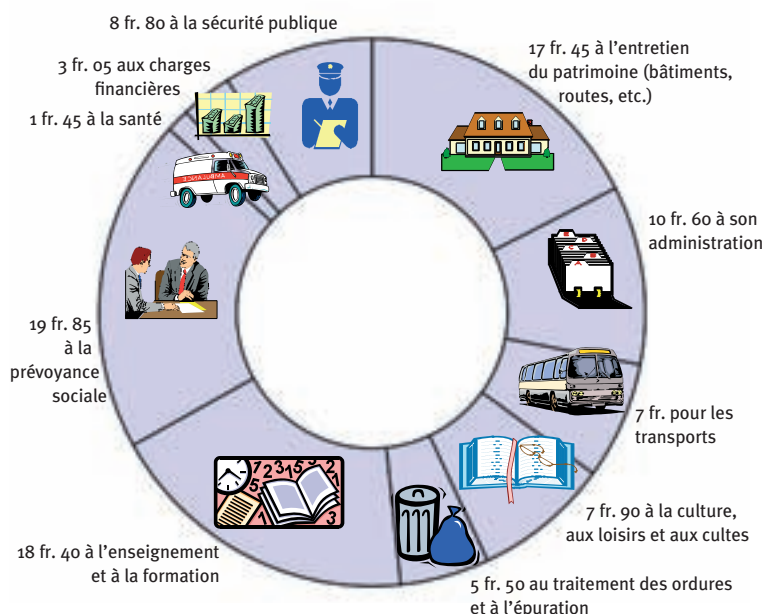 8 fr. 80 à la sécurité publique
17 fr. 45 à l’entretien
du patrimoine (bâtiments,
routes, etc.)
3 fr. 05 aux charges
financières
1 fr. 45 à la santé
AMBULANCE
10 fr. 60 à son
administration
19 fr. 85
à la
prévoyance
sociale
7 fr. pour les
transports
7 fr. 90 à la culture,
aux loisirs et aux cultes
18 fr. 40 à l’enseignement
et à la formation
5 fr. 50 au traitement des ordures
et à l’épuration